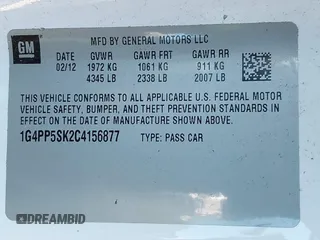 GM
MFD BY GENERAL MOTORS LLC
DATE GVWR GAWR FRT GAWR RR
02/12 1972 KG 1061 KG 911 KG
4345 LB 2338 LB 2007 LB
THIS VEHICLE CONFORMS TO ALL APPLICABLE U.S. FEDERAL MOTOR
VEHICLE SAFETY, BUMPER, AND THEFT PREVENTION STANDARDS
IN EFFECT ON THE DATE OF MANUFACTURE SHOWN ABOVE.
1G4PP5SK2C4156877 TYPE: PASS CAR
DREAMBID